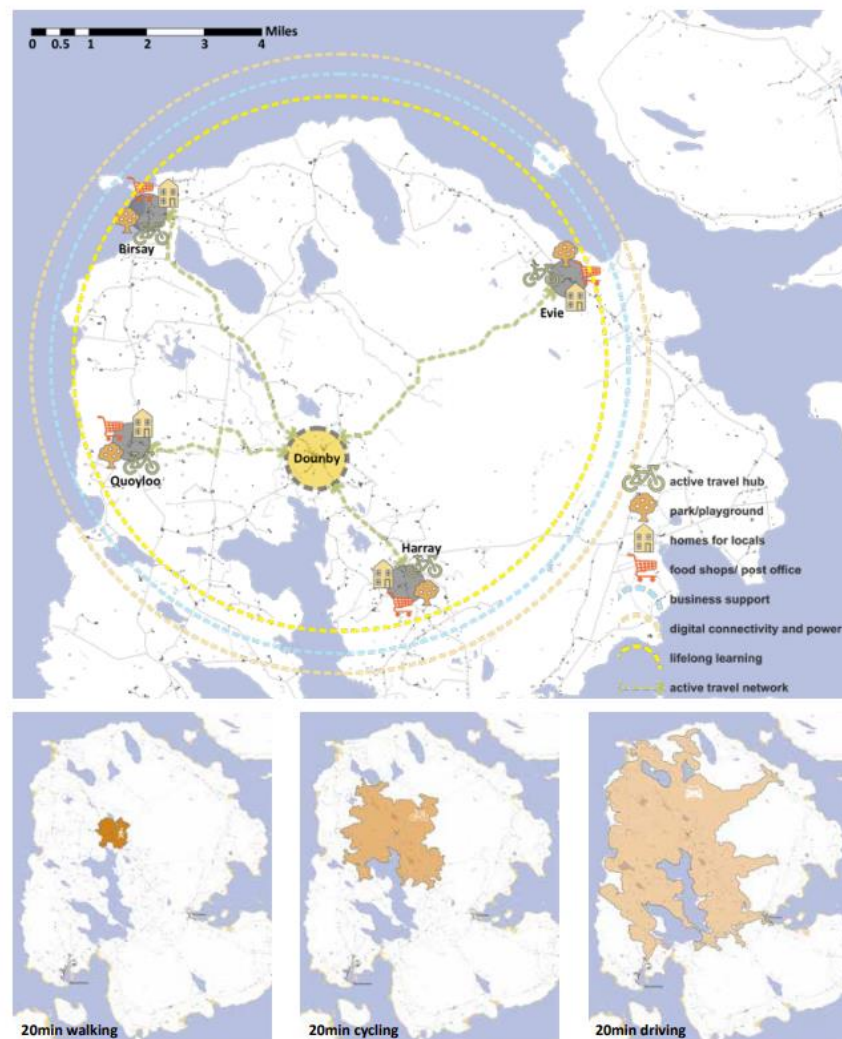 0 0.5 1 2 3 4 Miles
Birsay
Evie
Quoyloo
Dounby
Harray
active travel hub
park/playground
homes for locals
food shops/ post office
business support
digital connectivity and power
lifelong learning
active travel network
20min walking
20min cycling
20min driving